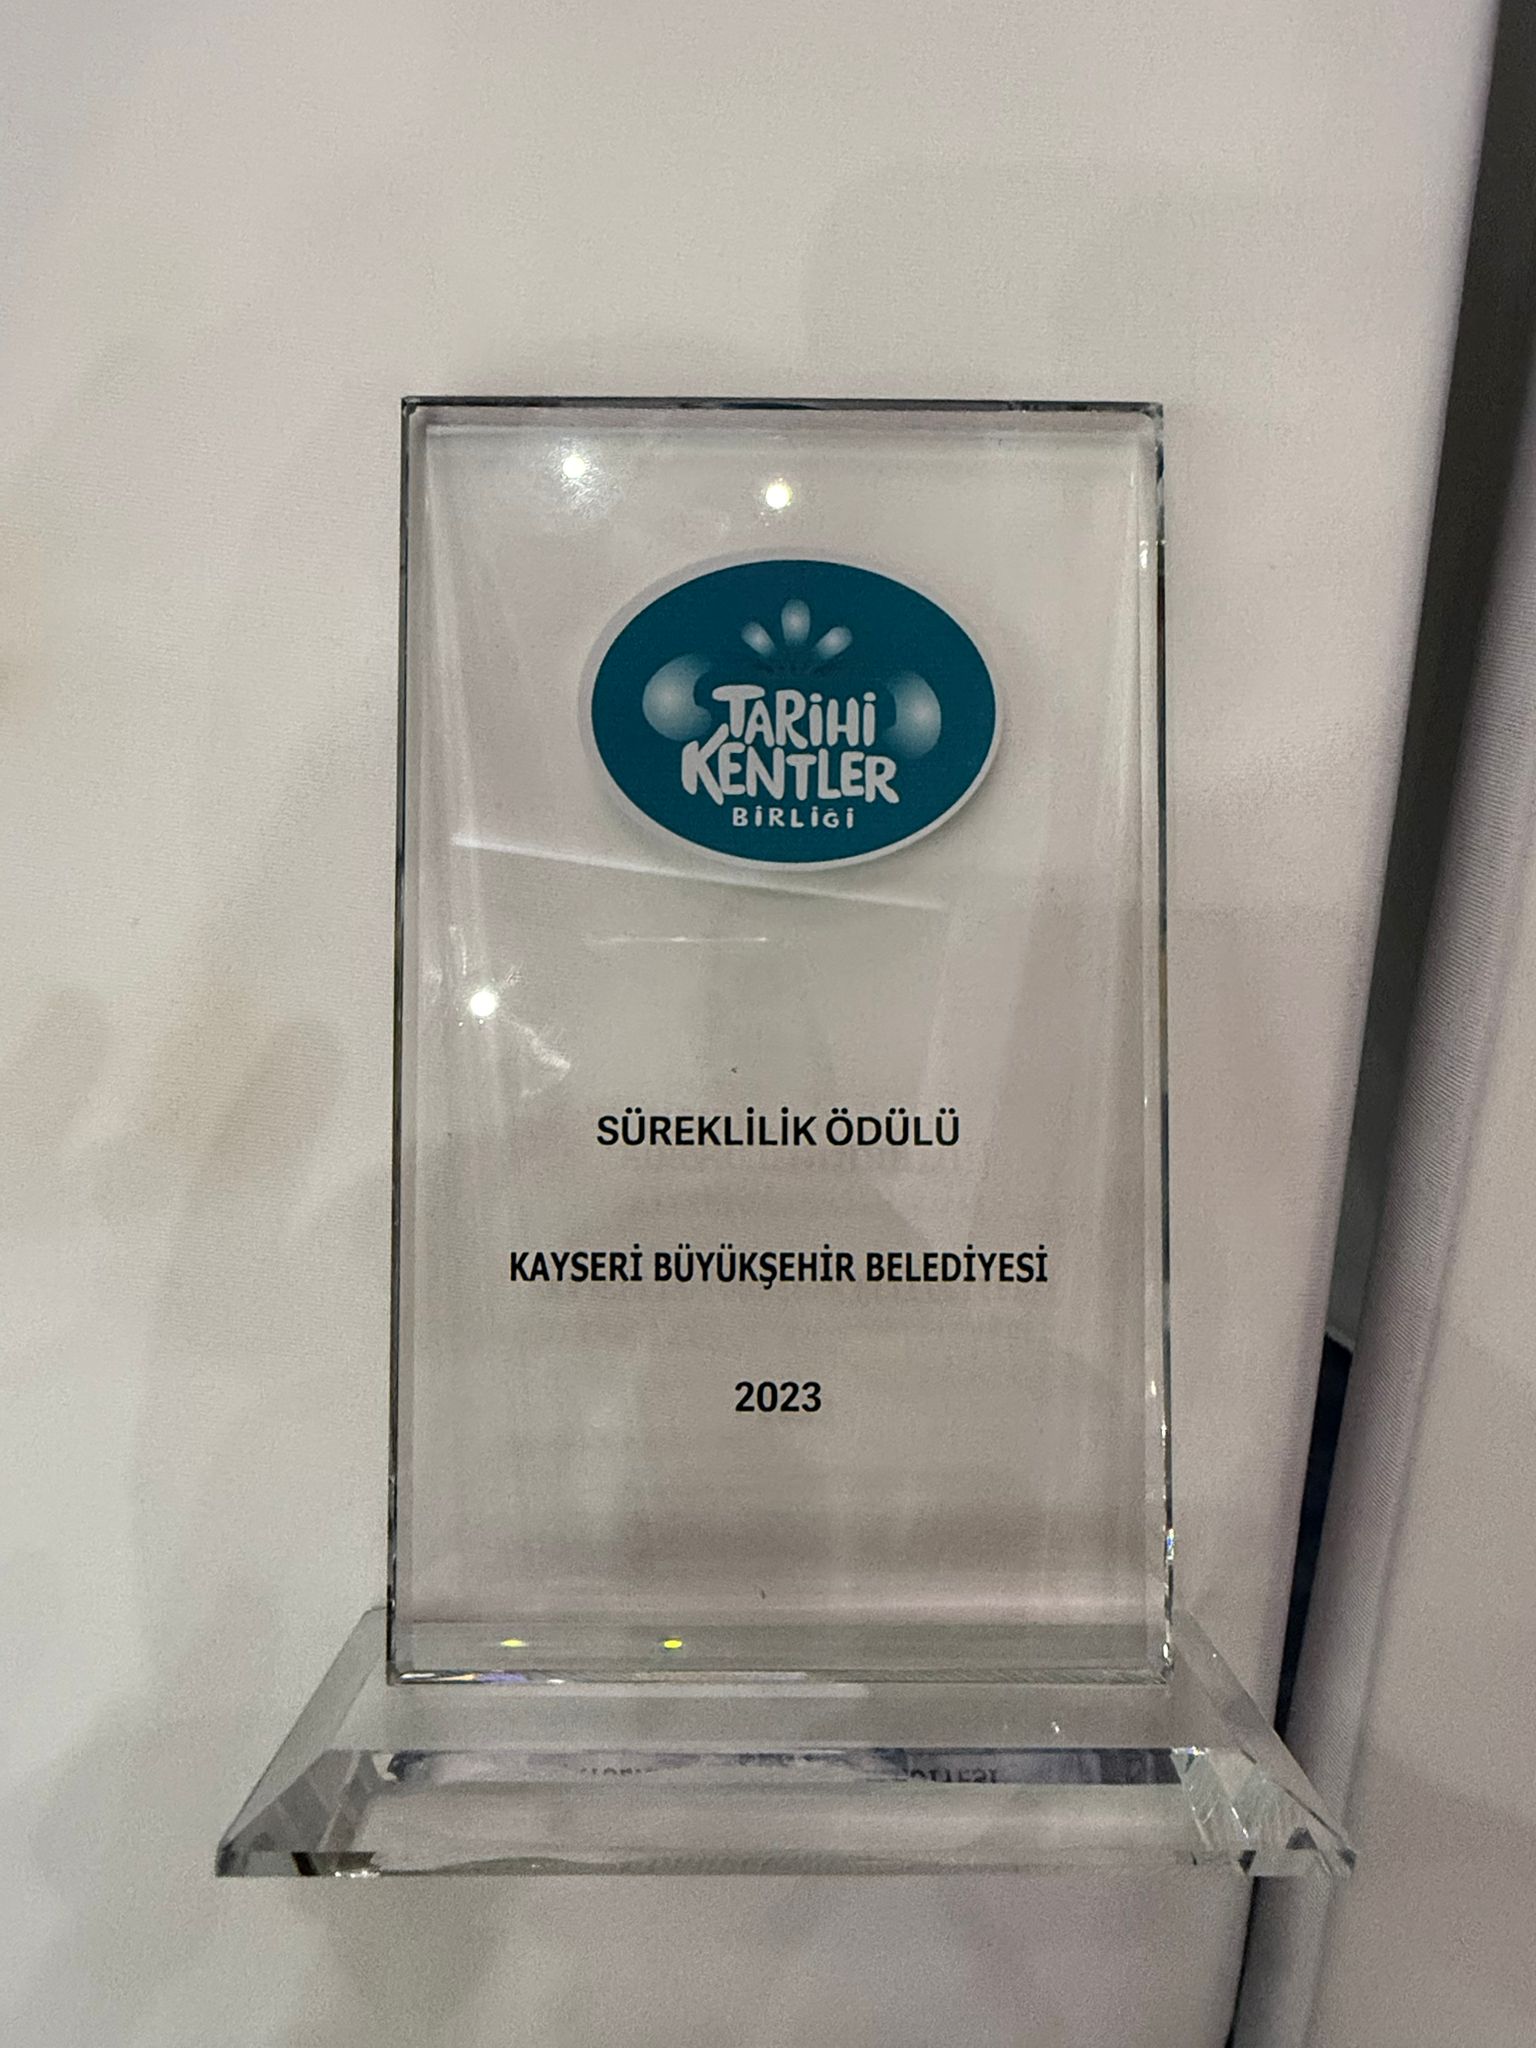 TARİHİ
KENTLER
BİRLİĞİ
SÜREKLİLİK ÖDÜLÜ
KAYSERİ BÜYÜKŞEHİR BELEDİYESİ
2023